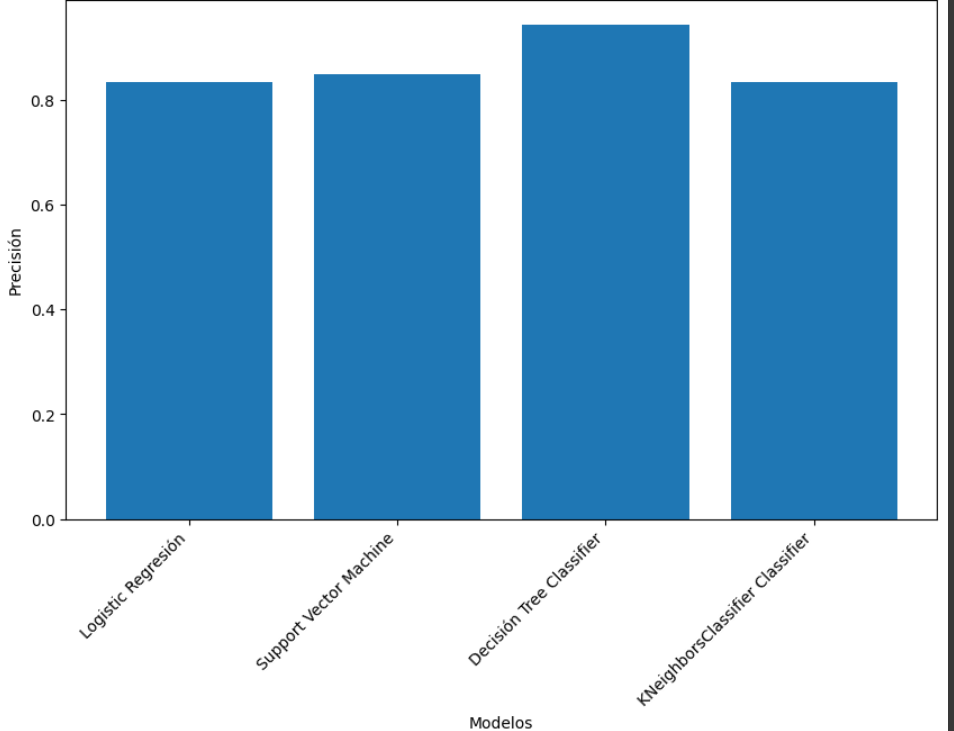 Precisión
0.8
0.6
0.4
0.2
0.0
Logistic Regresión
Support Vector Machine
Decisión Tree Classifier
KNeighborsClassifier Classifier
Modelos